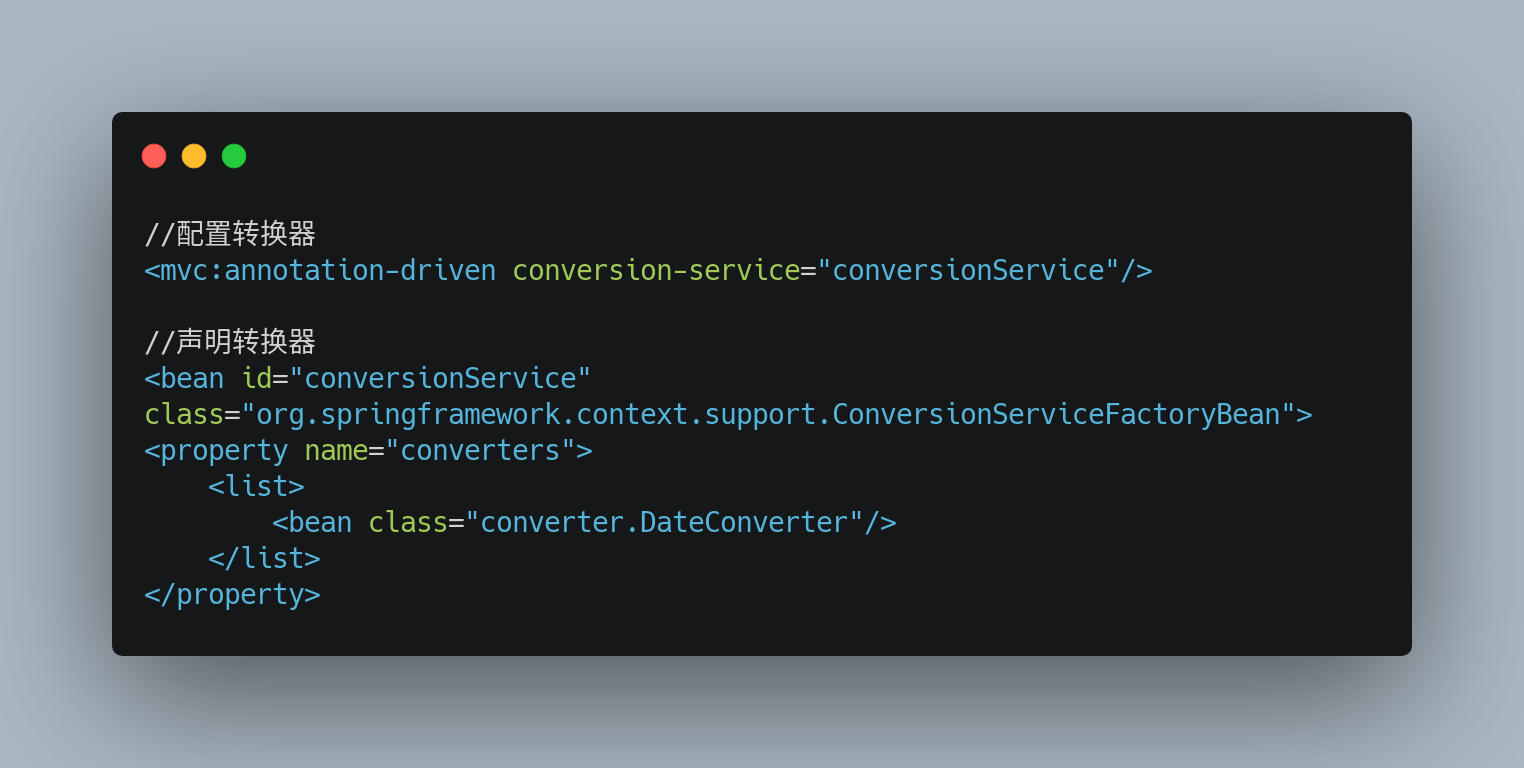 //配置转换器
<mvc:annotation-driven conversion-service="conversionService"/>
//声明转换器
<bean id="conversionService"
class="org.springframework.context.support.ConversionServiceFactoryBean">
<property name="converters">
    <list>
        <bean class="converter.DateConverter"/>
    </list>
</property>